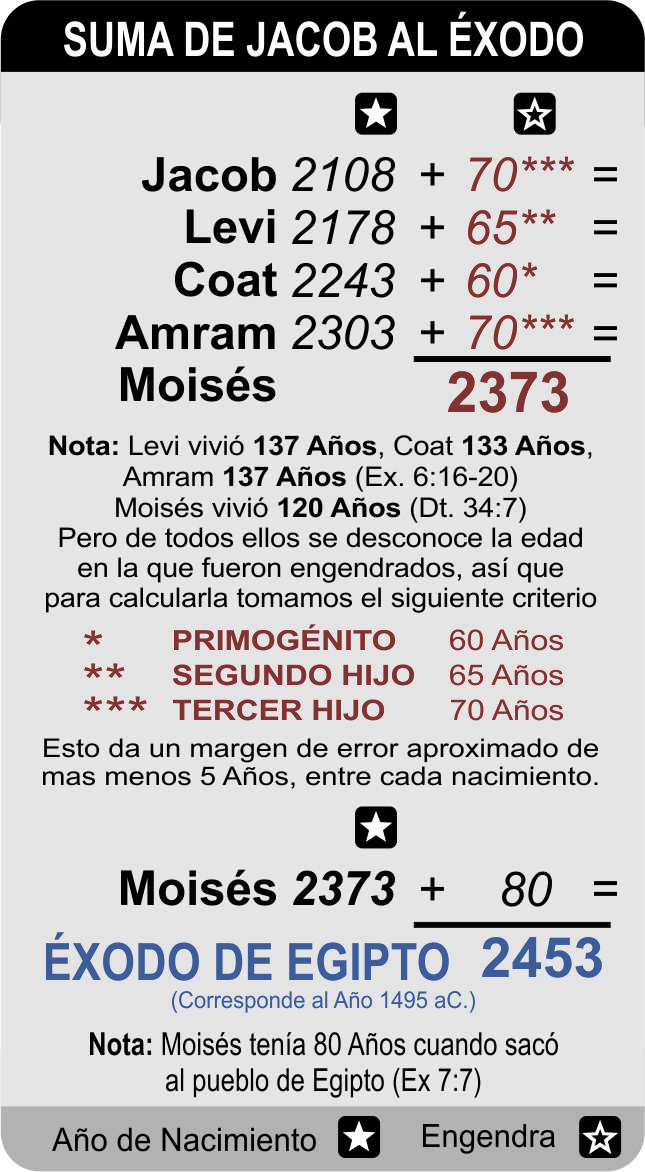 SUMA DE JACOB AL ÉXODO
Jacob 2108 + 70*** =
Levi 2178 + 65** =
Coat 2243 + 60* =
Amram 2303 + 70*** =
Moisés 2373
Nota: Levi vivió 137 Años, Coat 133 Años,
Amram 137 Años (Ex. 6:16-20)
Moisés vivió 120 Años (Dt. 34:7)
Pero de todos ellos se desconoce la edad
en la que fueron engendrados, así que
para calcularla tomamos el siguiente criterio
* PRIMOGÉNITO 60 Años
** SEGUNDO HIJO 65 Años
*** TERCER HIJO 70 Años
Esto da un margen de error aproximado de
mas menos 5 Años, entre cada nacimiento.
Moisés 2373 + 80 =
ÉXODO DE EGIPTO 2453
(Corresponde al Año 1495 aC.)
Nota: Moisés tenía 80 Años cuando sacó
al pueblo de Egipto (Ex 7:7)
Año de Nacimiento Engendra